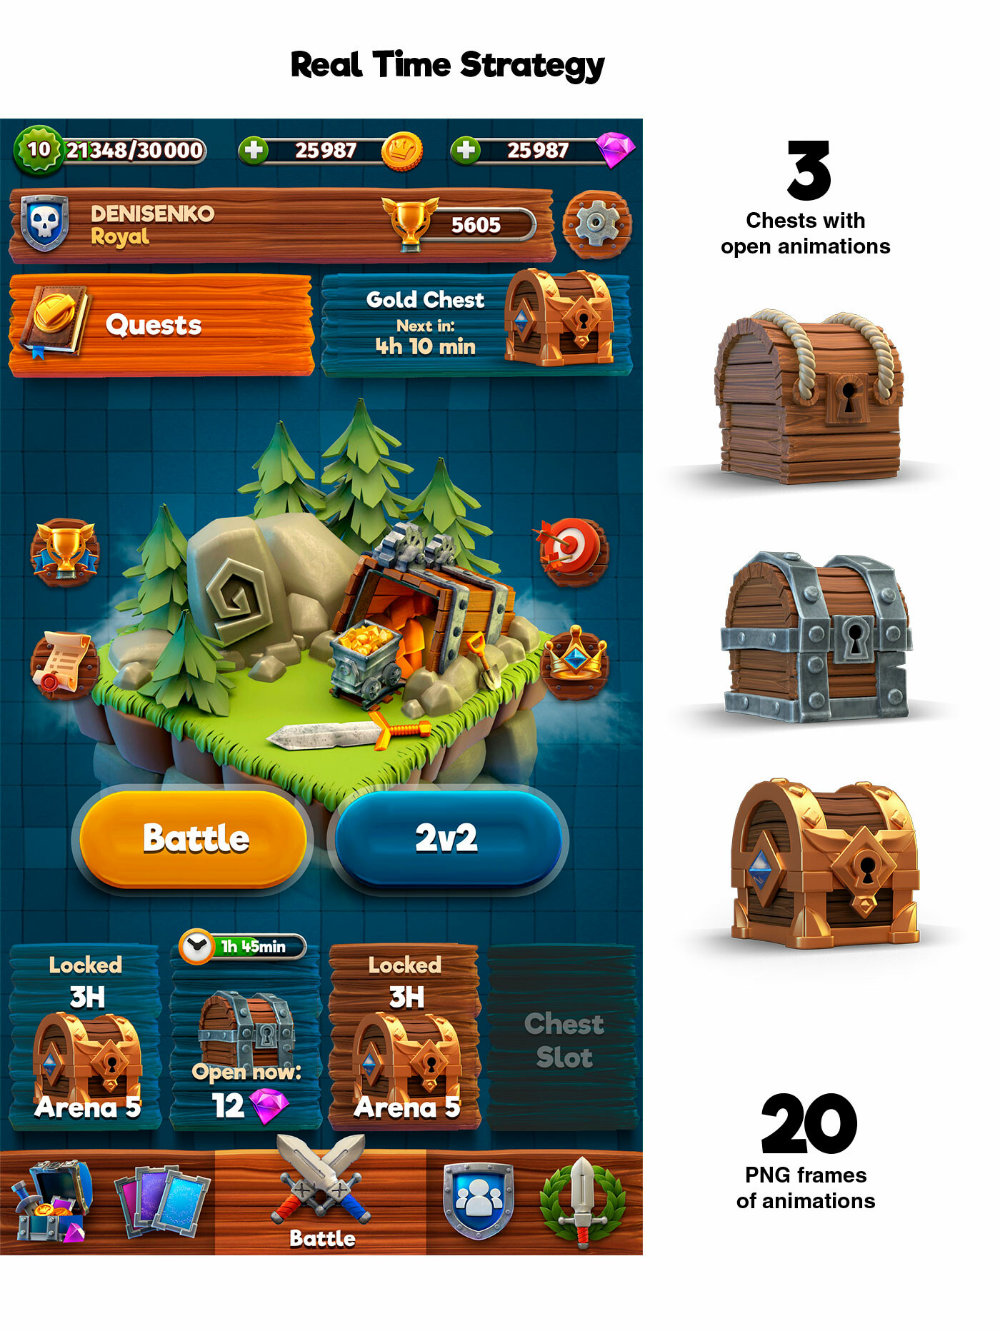 Real Time Strategy
10
21348/30000
25987
25987
DENISENKO
Royal
5605
Quests
Gold Chest
Next in:
4h 10 min
Battle
2v2
Locked
3H
Arena 5
1h 45min
Open now:
12
Locked
3H
Arena 5
Chest
Slot
Battle
3
Chests with
open animations
20
PNG frames
of animations